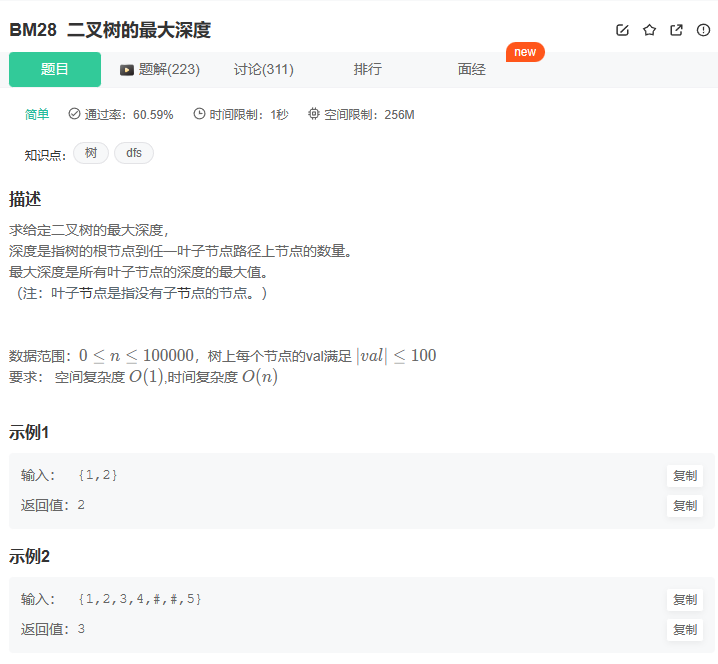 BM28 二叉树的最大深度
new
题目 题解(223) 讨论(311) 排行 面经
简单 通过率：60.59% 时间限制：1秒 空间限制：256M
知识点： 树 dfs
描述
求给定二叉树的最大深度，
深度是指树的根节点到任一叶子节点路径上节点的数量。
最大深度是所有叶子节点的深度的最大值。
（注：叶子节点是指没有子节点的节点。）
数据范围：0 ≤ n ≤ 100000，树上每个节点的val满足 |val| ≤ 100
要求： 空间复杂度 O(1),时间复杂度 O(n)
示例1
输入： {1,2} 复制
返回值：2 复制
示例2
输入： {1,2,3,4,#,#,5} 复制
返回值：3 复制